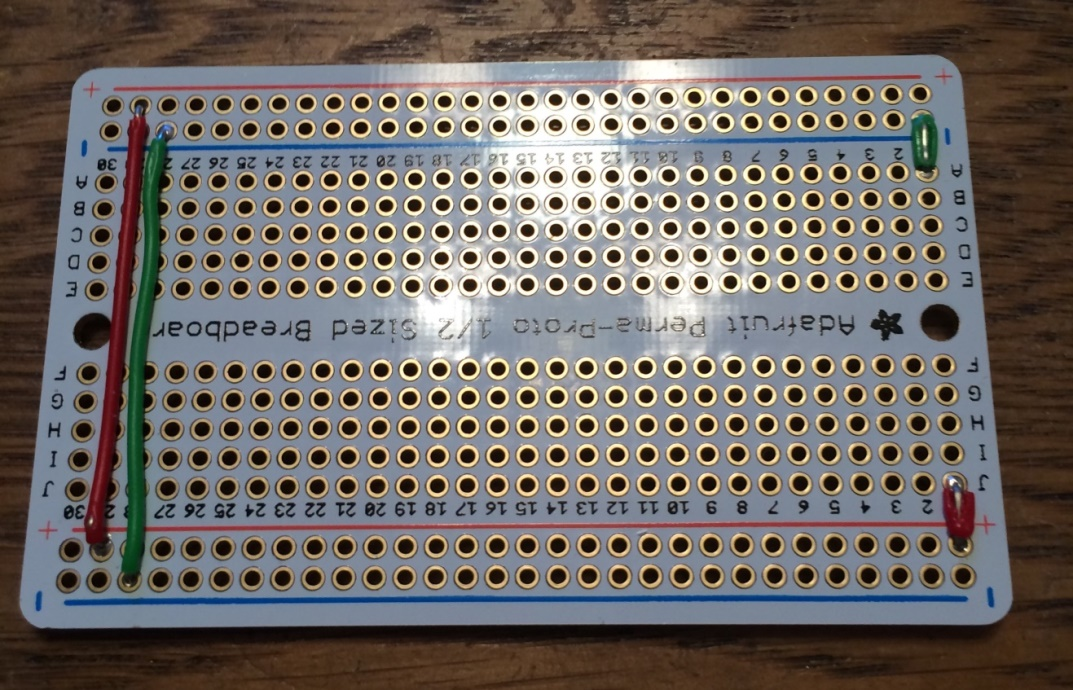 - -
+ +
2 3 4 5 6 7 8 9 10 11 12 13 14 15 16 17 18 19 20 21 22 23 24 25 26 27 30
J J
I I
H H
G G
F F
Adafruit Perma-Proto 1/2 Sized Breadboar
E E
D D
C C
B B
A A
2 3 4 5 6 7 8 9 10 11 12 13 14 15 16 17 18 19 20 21 22 23 24 25 26 27 30
- -
+ +